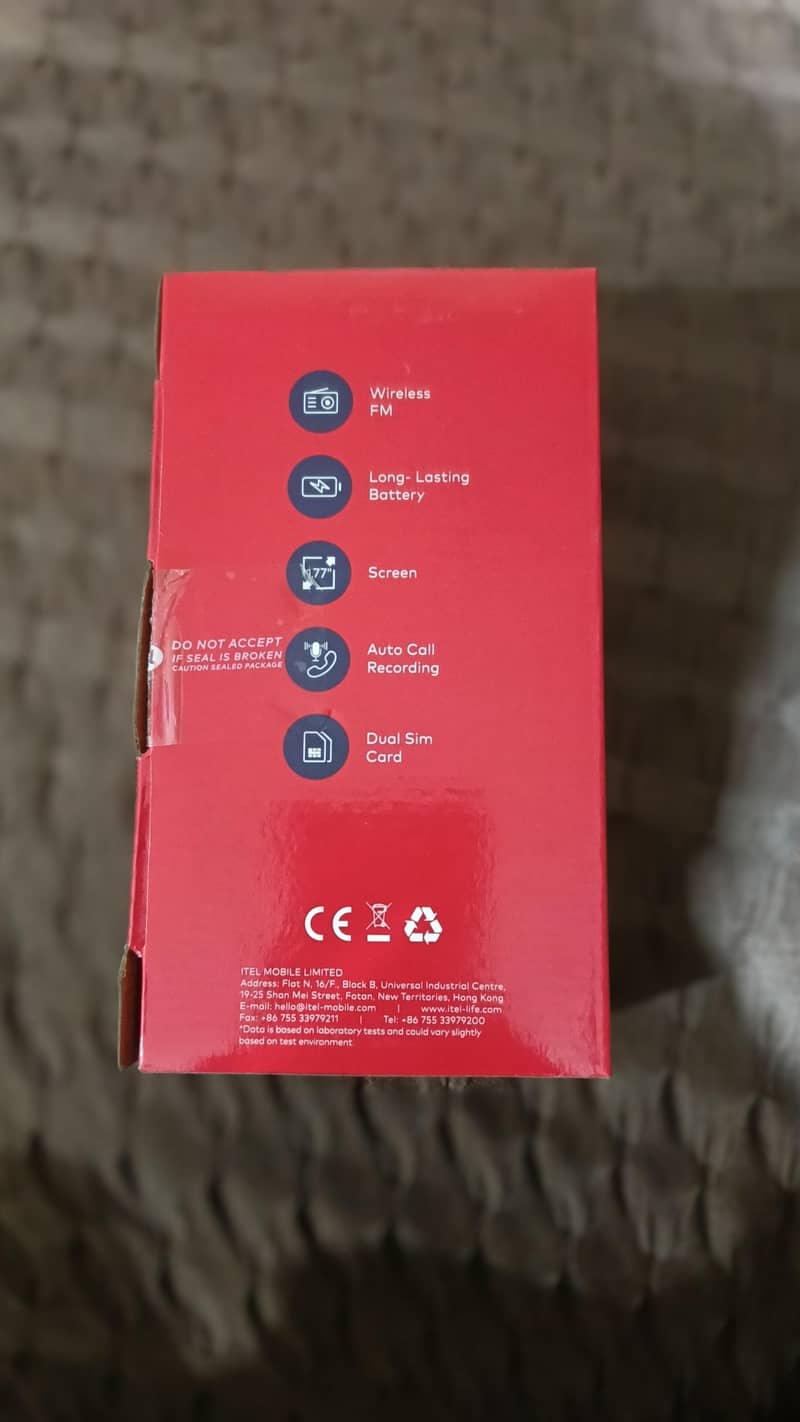 Wireless
FM
Long- Lasting
Battery
1.77"
Screen
DO NOT ACCEPT
IF SEAL IS BROKEN
CAUTION SEALED PACKAGE
Auto Call
Recording
Dual Sim
Card
CE
ITEL MOBILE LIMITED
Address: Flat N, 16/F., Block B, Universal Industrial Centre,
19-25 Shan Mei Street, Fotan, New Territories, Hong Kong
E-mail: hello@itel-mobile.com | www.itel-life.com
Fax: +86 755 33979211 | Tel: +86 755 33979200
*Data is based on laboratory tests and could vary slightly
based on test environment.